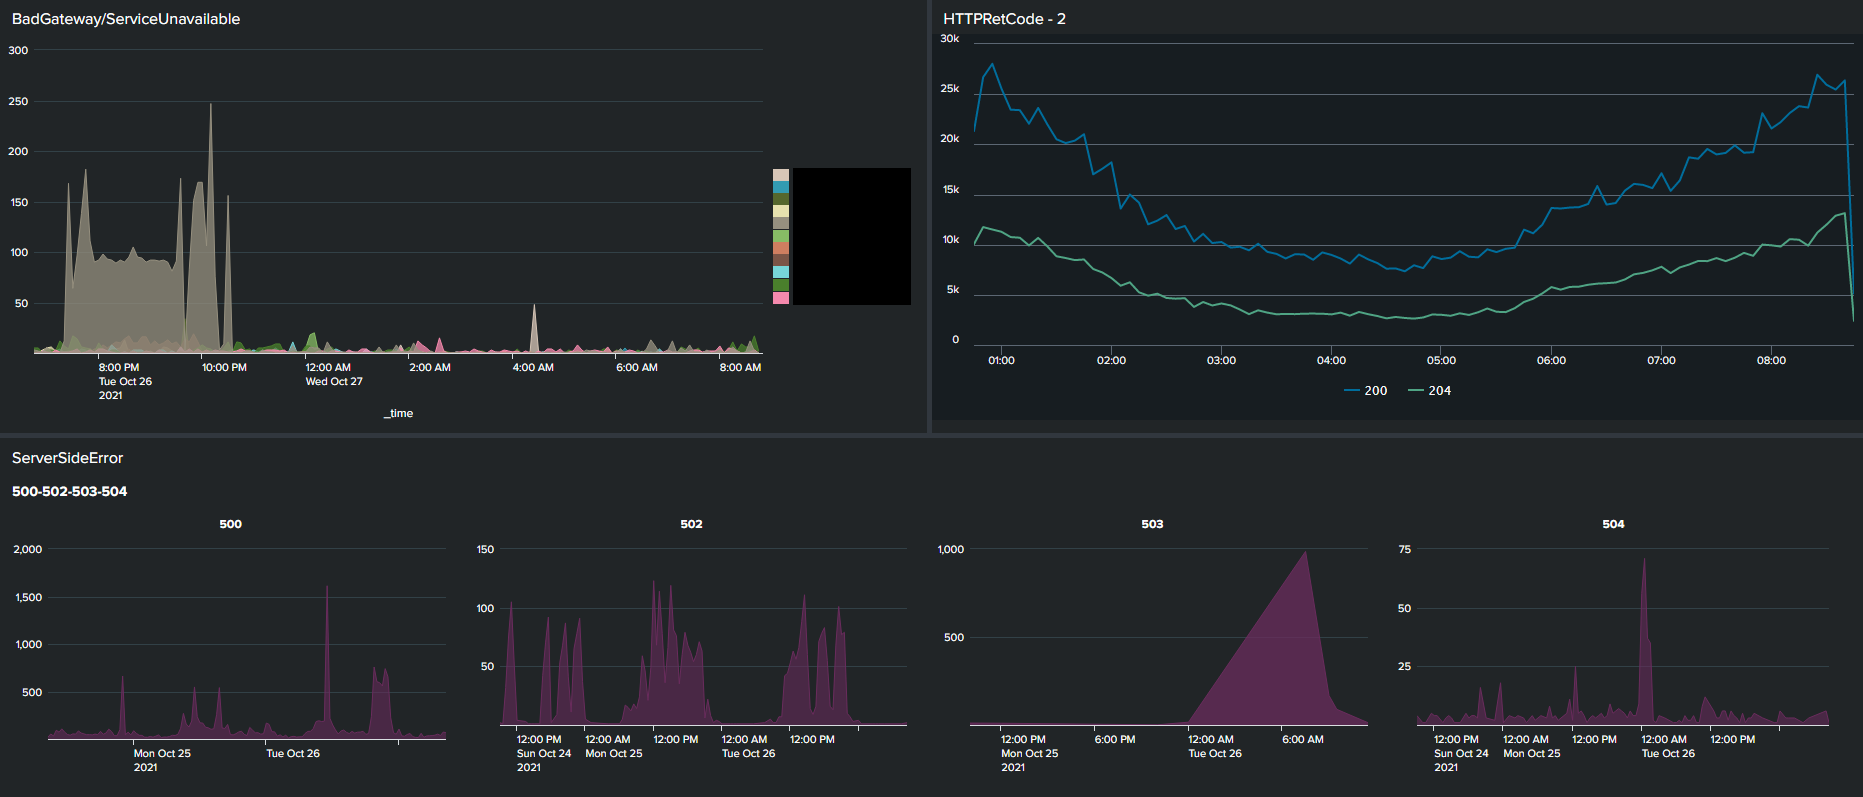 BadGateway/ServiceUnavailable
300
250
200
150
100
50
8:00 PM 10:00 PM 12:00 AM 2:00 AM 4:00 AM 6:00 AM 8:00 AM
Tue Oct 26 Wed Oct 27
2021
_time
HTTPRetCode - 2
30k
25k
20k
15k
10k
5k
0
01:00 02:00 03:00 04:00 05:00 06:00 07:00 08:00
200 204
ServerSideError
500-502-503-504
500
2,000
1,500
1,000
500
Mon Oct 25 Tue Oct 26
2021
502
150
100
50
12:00 PM 12:00 AM 12:00 PM 12:00 AM 12:00 PM
Sun Oct 24 Mon Oct 25 Tue Oct 26
2021
503
1,000
500
12:00 PM 6:00 PM 12:00 AM 6:00 AM
Mon Oct 25 Tue Oct 26
2021
504
75
50
25
12:00 PM 12:00 AM 12:00 PM 12:00 AM 12:00 PM
Sun Oct 24 Mon Oct 25 Tue Oct 26
2021